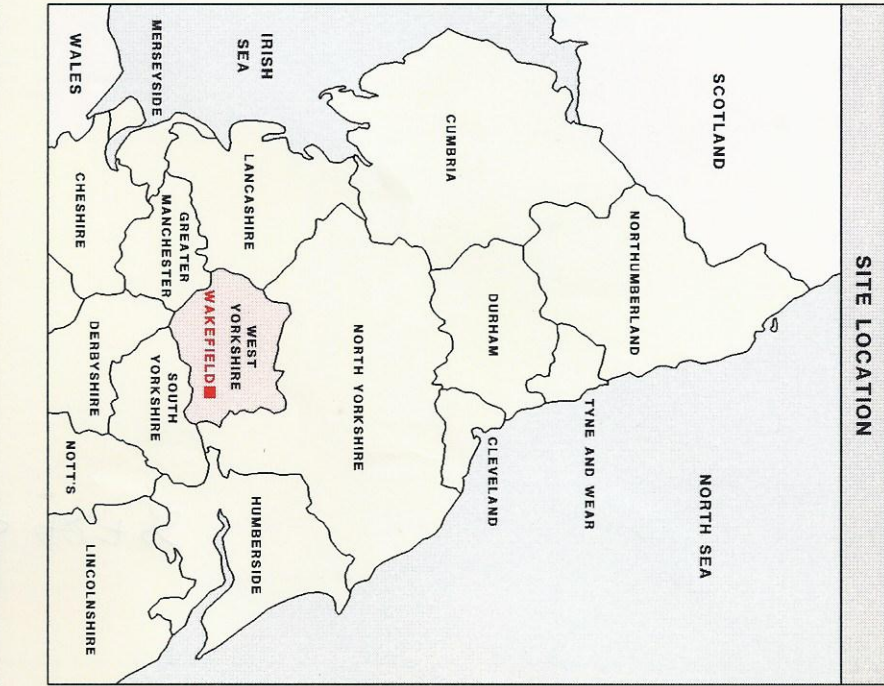 SITE LOCATION
SCOTLAND
NORTH SEA
NORTHUMBERLAND
TYNE AND WEAR
DURHAM
CLEVELAND
CUMBRIA
NORTH YORKSHIRE
IRISH
SEA
LANCASHIRE
WEST
YORKSHIRE
WAKEFIELD
HUMBERSIDE
GREATER
MANCHESTER
SOUTH
YORKSHIRE
MERSEYSIDE
WALES
CHESHIRE
DERBYSHIRE
NOTT'S
LINCOLNSHIRE